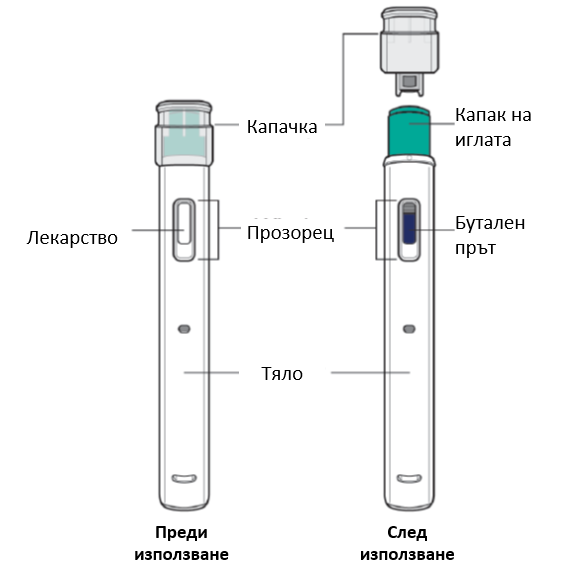 Капачка
Капак на
иглата
Лекарство
Прозорец
Бутален
прът
Тяло
Преди
използване
След
използване